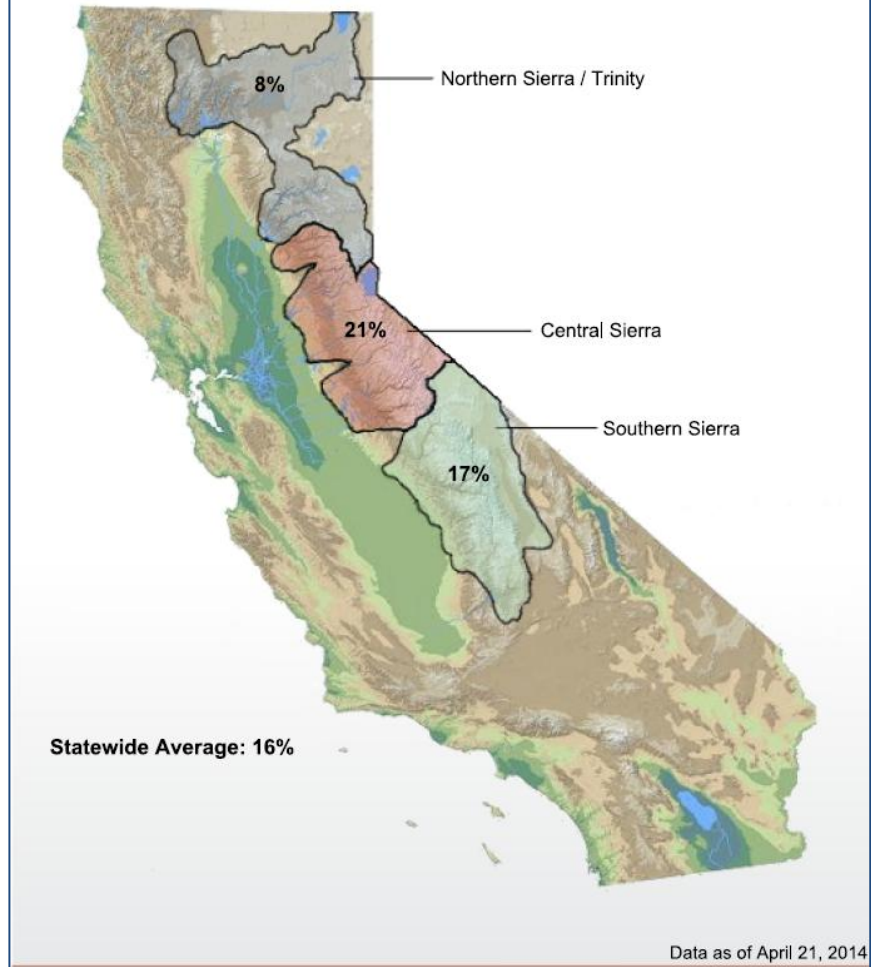 8%
Northern Sierra / Trinity
21%
Central Sierra
Southern Sierra
17%
Statewide Average: 16%
Data as of April 21, 2014